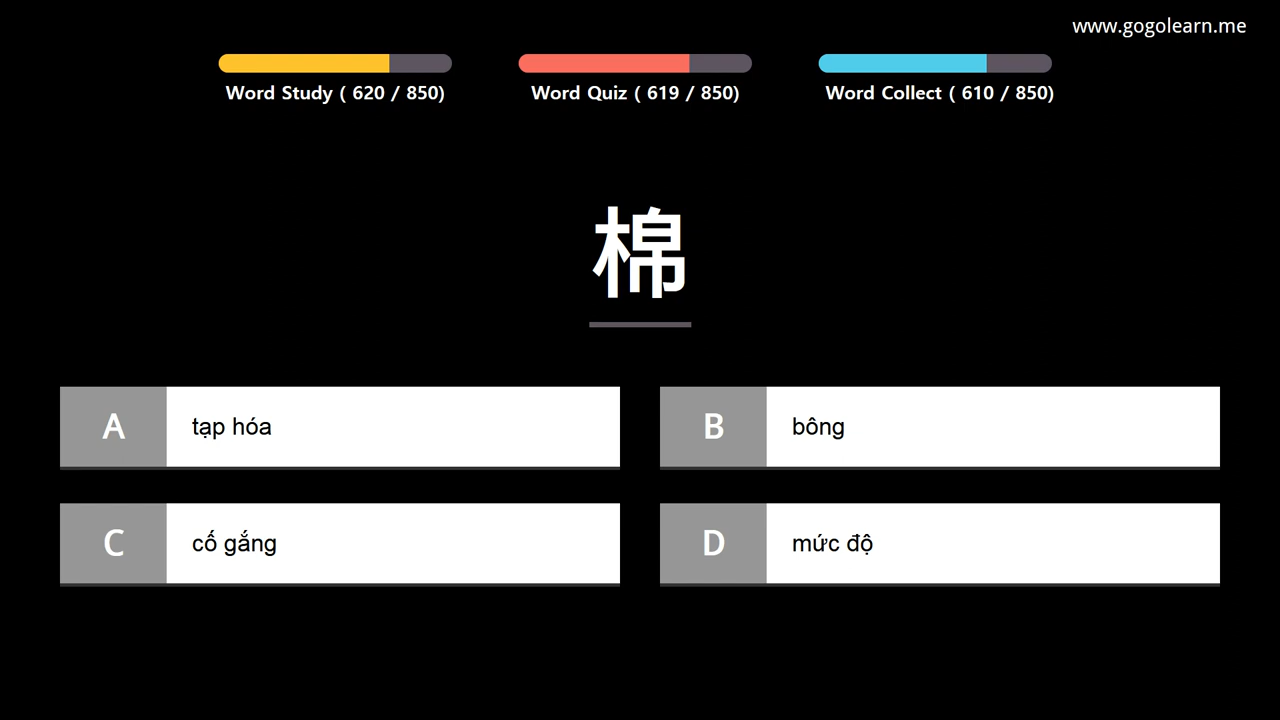 www.gogolearn.me
Word Study ( 620 / 850)
Word Quiz ( 619 / 850)
Word Collect ( 610 / 850)
棉
A
tạp hóa
B
bông
C
cố gắng
D
mức độ